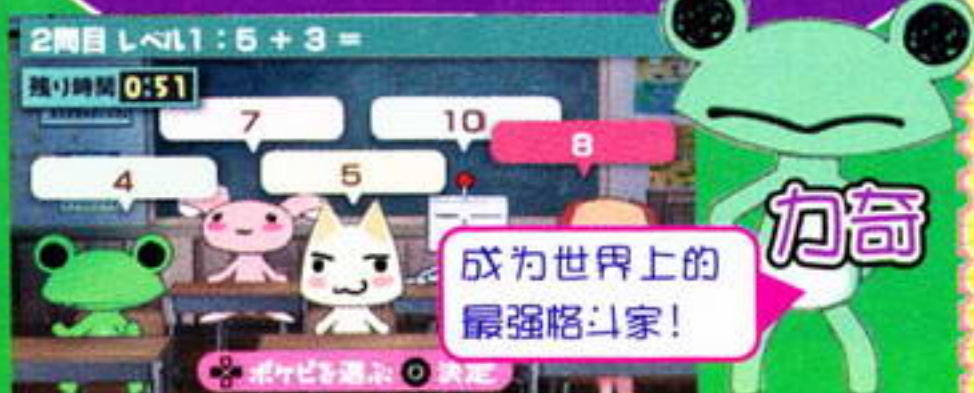 2問目 レベル1：5 + 3 =
残り時間 0:51
7
10
8
4
5
力奇
成为世界上的
最强格斗家！
ポケピを選ぶ 決定